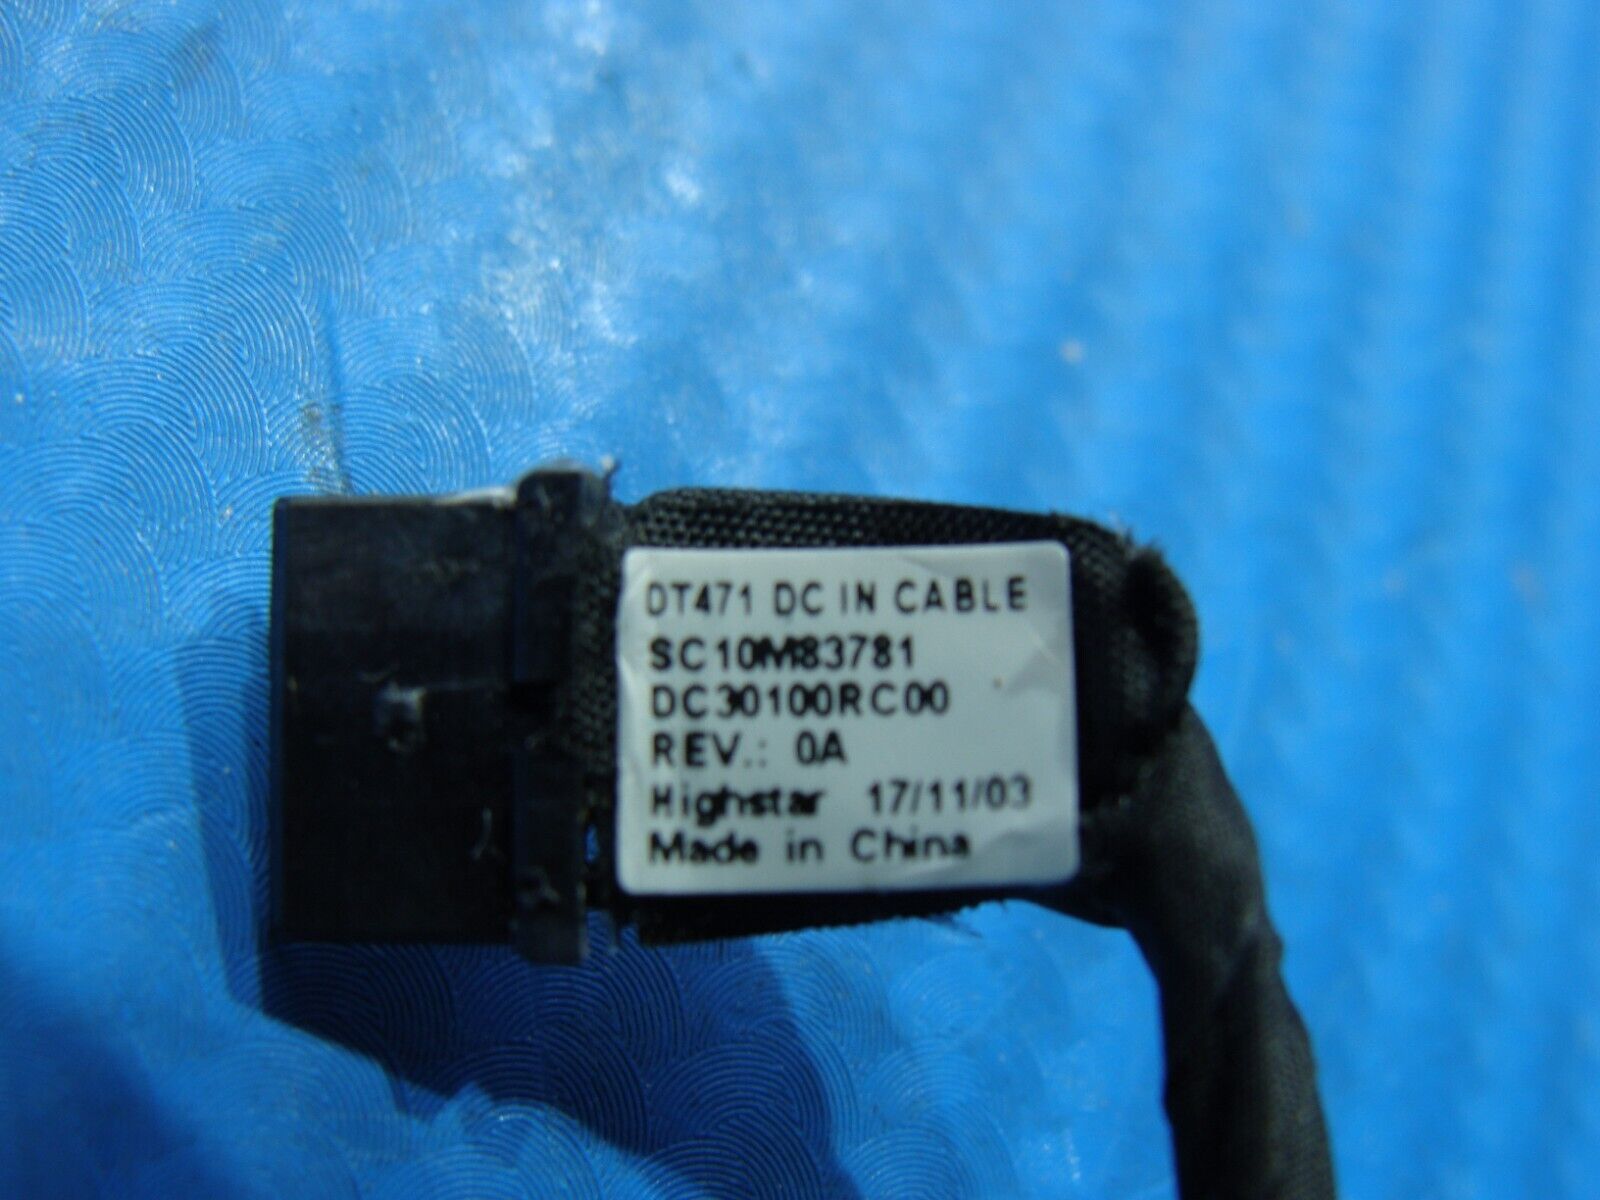 DT471 DC IN CABLE
SC10M83781
DC30100RC00
REV.: 0A
Highstar 17/11/03
Made in China